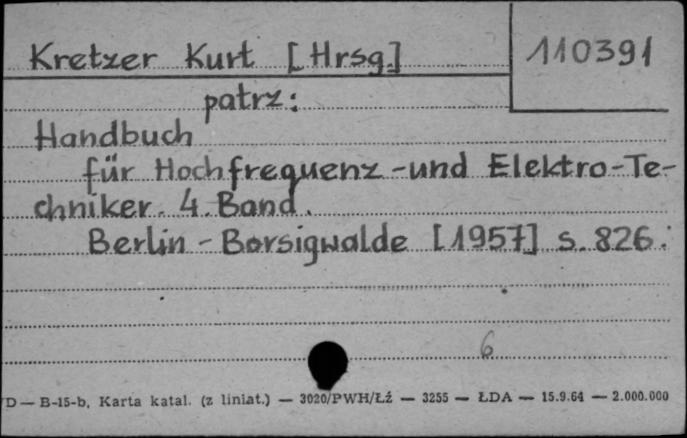 Kretzer Kurt [Hrsg.] 110391
patrz:
Handbuch
für Hochfrequenz-und Elektro-Te-
chniker. 4. Band.
Berlin-Borsigwalde [1957] s. 826.
6
D — B-15-b, Karta katal. (z liniat.) — 3020/PWH/Łź — 3255 — ŁDA — 15.9.64 — 2.000.000